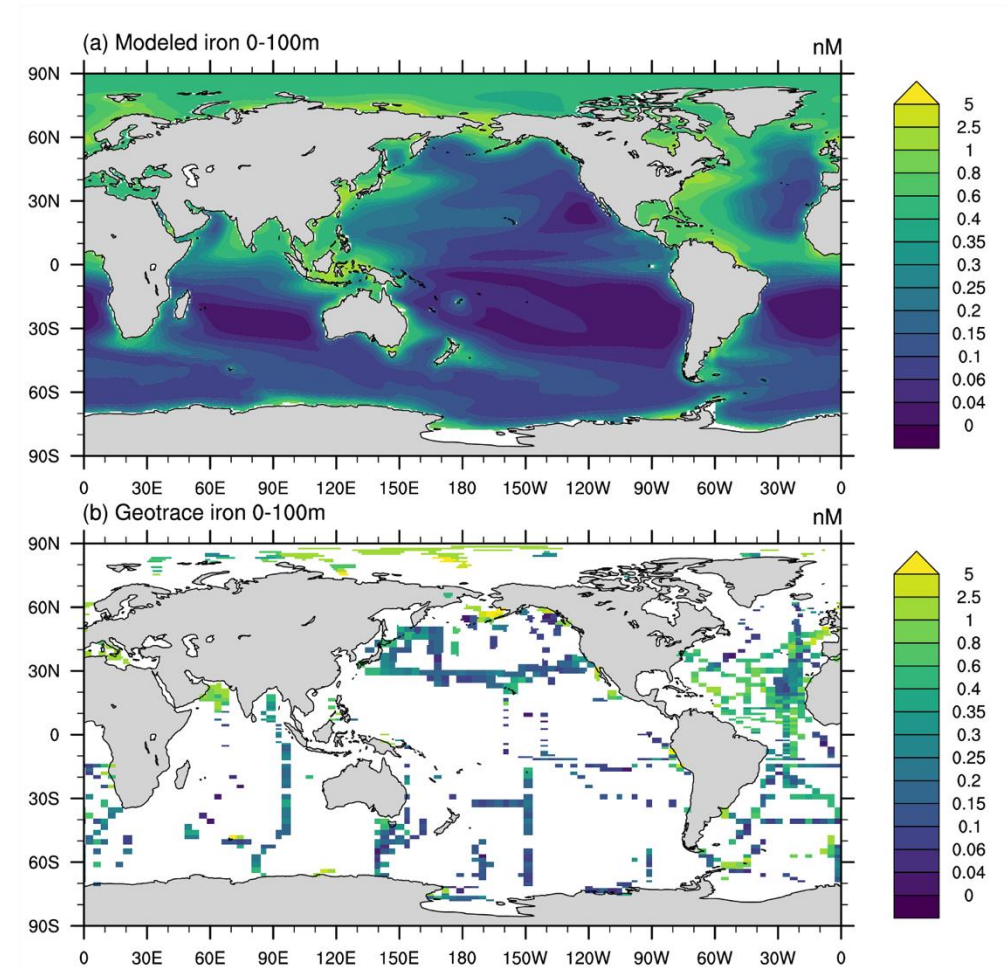 (a) Modeled iron 0-100m
nM
90N
60N
30N
0
30S
60S
90S
0 30E 60E 90E 120E 150E 180 150W 120W 90W 60W 30W 0
5
2.5
1
0.8
0.6
0.4
0.35
0.3
0.25
0.2
0.15
0.1
0.06
0.04
0
(b) Geotrace iron 0-100m
nM
90N
60N
30N
0
30S
60S
90S
0 30E 60E 90E 120E 150E 180 150W 120W 90W 60W 30W 0
5
2.5
1
0.8
0.6
0.4
0.35
0.3
0.25
0.2
0.15
0.1
0.06
0.04
0